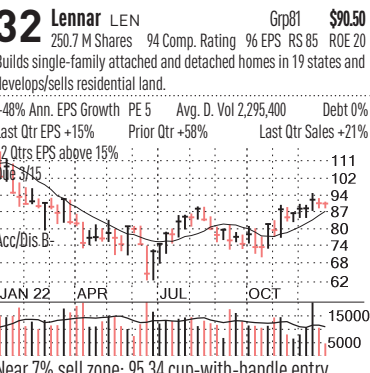 32 Lennar LEN Grp81 $90.50
250.7 M Shares 94 Comp. Rating 96 EPS RS 85 ROE 20
Builds single-family attached and detached homes in 19 states and
develops/sells residential land.
-48% Ann. EPS Growth PE 5 Avg. D. Vol 2,295,400 Debt 0%
Last Qtr EPS +15% Prior Qtr +58% Last Qtr Sales +21%
2 Qtrs EPS above 15%
3/15
Acc/Dis B-
111
102
94
87
80
74
68
62
JAN 22 APR JUL OCT
15000
5000
Near 7% sell zone: 95.34 cup-with-handle entry